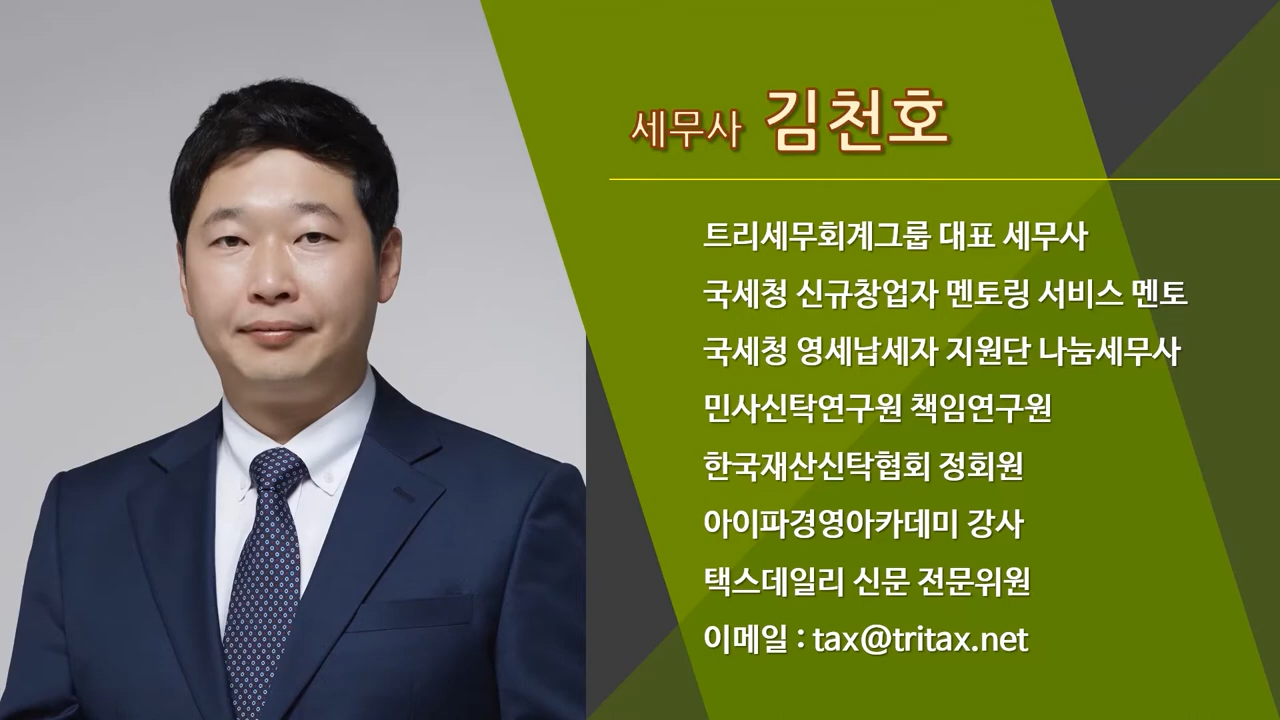 세무사 김천호
트리세무회계그룹 대표 세무사
국세청 신규창업자 멘토링 서비스 멘토
국세청 영세납세자 지원단 나눔세무사
민사신탁연구원 책임연구원
한국재산신탁협회 정회원
아이파경영아카데미 강사
택스데일리 신문 전문위원
이메일 : tax@tritax.net